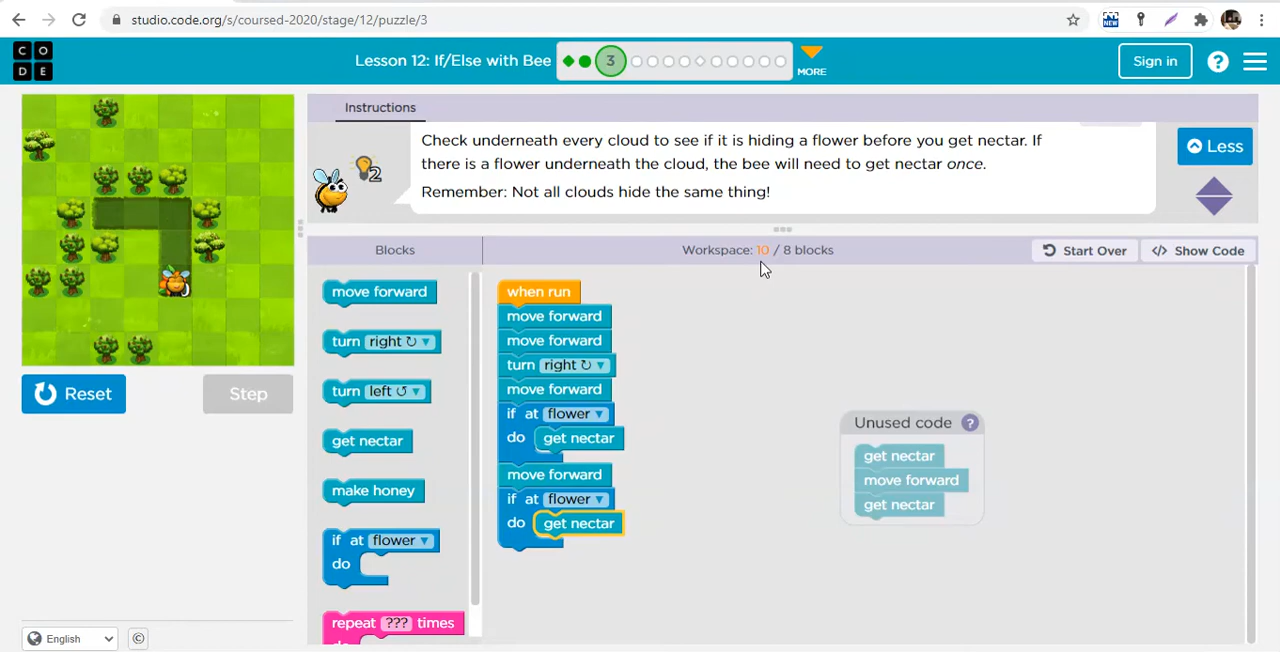 studio.code.org/s/coursed-2020/stage/12/puzzle/3
NEW
C O
D E
Lesson 12: If/Else with Bee
3
MORE
Sign in
?
Instructions
2
Check underneath every cloud to see if it is hiding a flower before you get nectar. If
there is a flower underneath the cloud, the bee will need to get nectar once.
Remember: Not all clouds hide the same thing!
Less
Blocks
Workspace: 10 / 8 blocks
Start Over
</> Show Code
move forward
turn right ↻ ▼
turn left ↺ ▼
get nectar
make honey
if at flower ▼
do
repeat ??? times
when run
move forward
move forward
turn right ↻ ▼
move forward
if at flower ▼
do get nectar
move forward
if at flower ▼
do get nectar
Unused code ?
get nectar
move forward
get nectar
Reset
Step
English
©